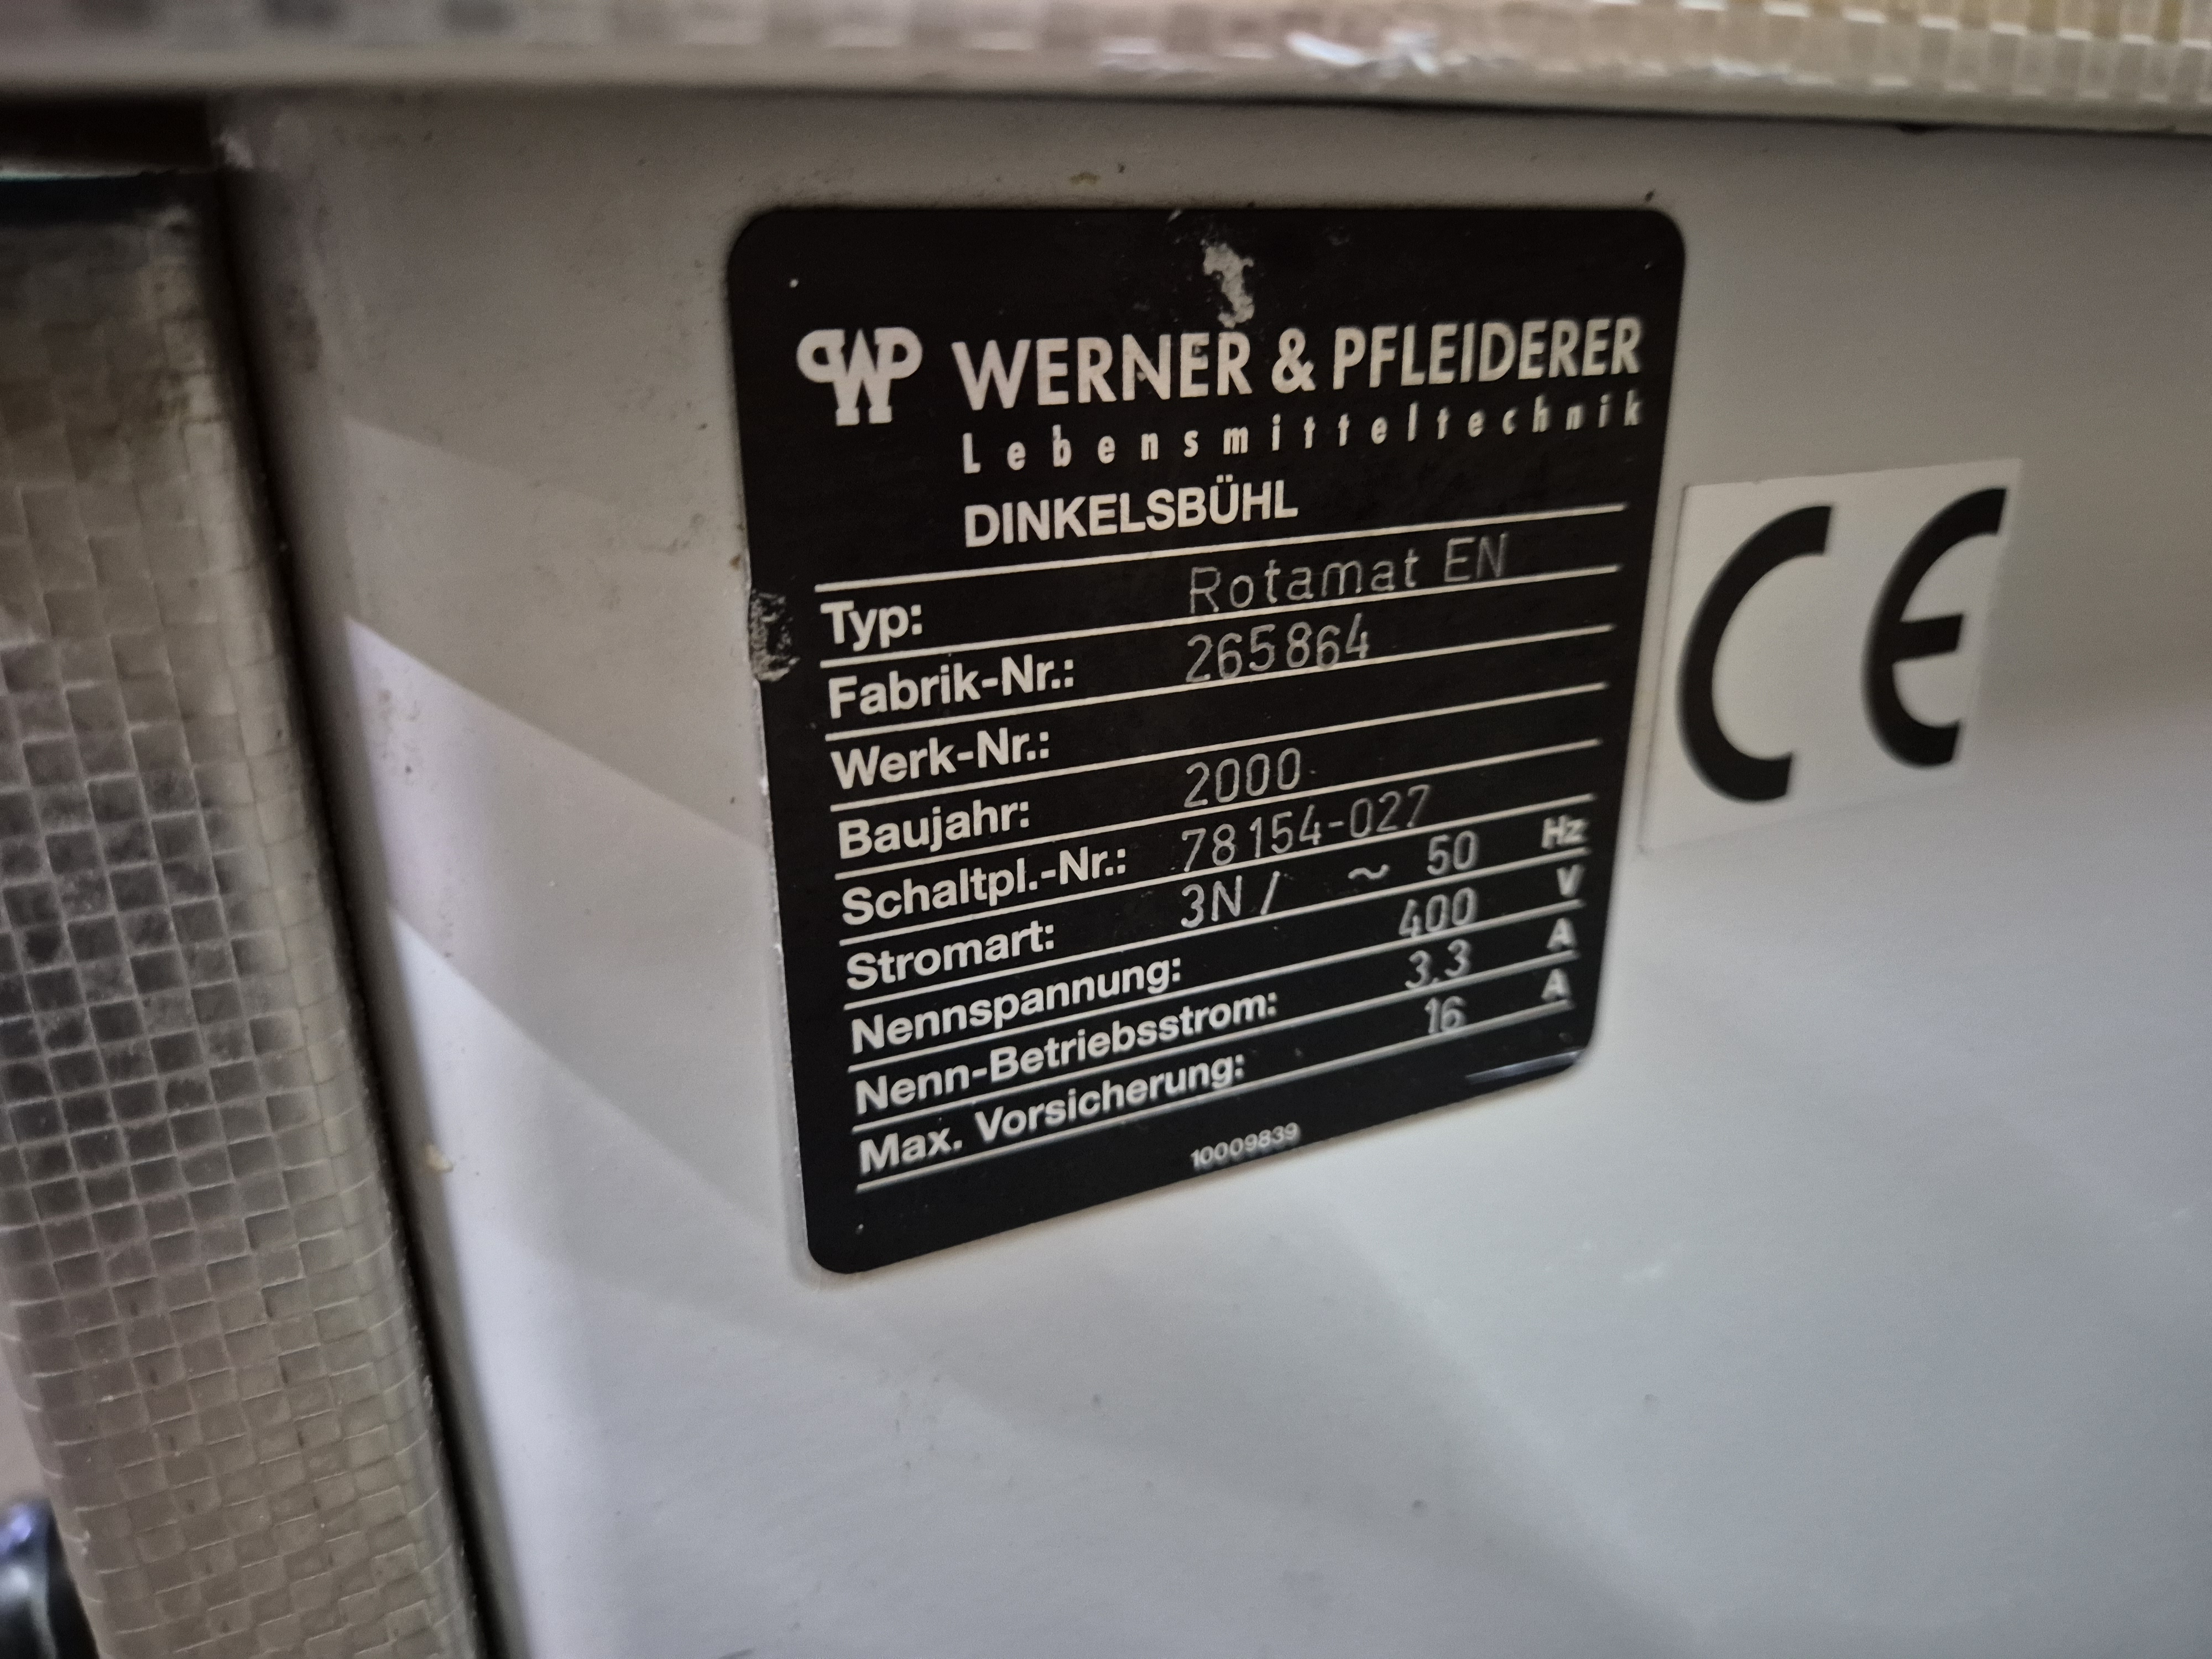 WP WERNER & PFLEIDERER
Lebensmitteltechnik
DINKELSBÜHL
Typ: Rotamat EN
Fabrik-Nr.: 265864
Werk-Nr.:
Baujahr: 2000
Schaltpl.-Nr.: 78154-027
Stromart: 3N / ~ 50 Hz
Nennspannung: 400 V
Nenn-Betriebsstrom: 3.3 A
Max. Vorsicherung: 16 A
10009839
CE